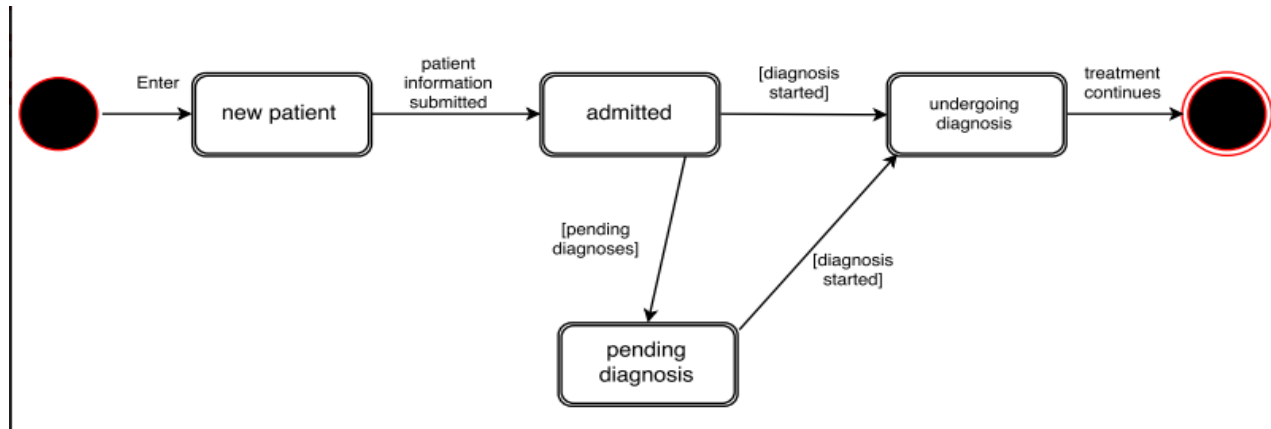 Enter
new patient
patient
information
submitted
admitted
[diagnosis
started]
undergoing
diagnosis
treatment
continues
[pending
diagnoses]
[diagnosis
started]
pending
diagnosis